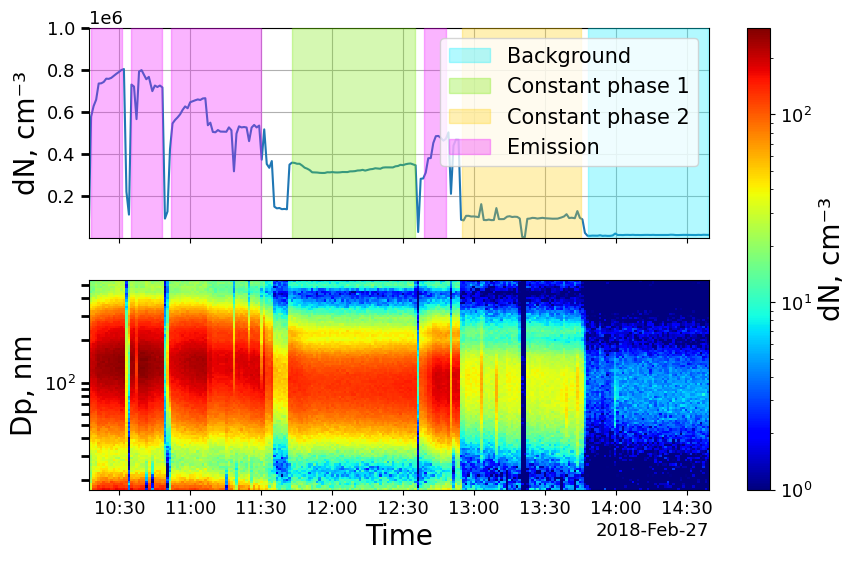 1e6
1.0
0.8
0.6
0.4
0.2
dN, cm⁻³
Background
Constant phase 1
Constant phase 2
Emission
Dp, nm
10²
10:30 11:00 11:30 12:00 12:30 13:00 13:30 14:00 14:30
Time
2018-Feb-27
10²
10¹
10⁰
dN, cm⁻³